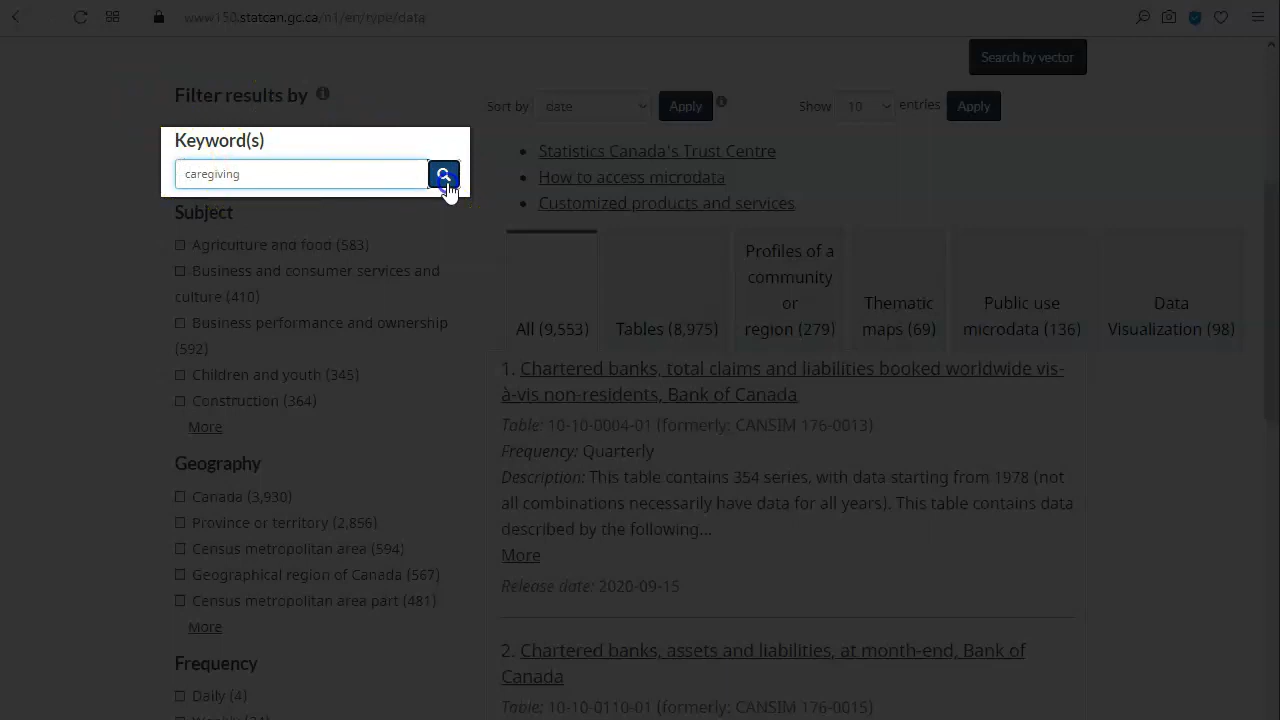 www150.statcan.gc.ca/n1/en/type/data
Search by vector
Filter results by
Sort by date Apply Show 10 entries Apply
Keyword(s)
caregiving
Statistics Canada's Trust Centre
How to access microdata
Customized products and services
Subject
Agriculture and food (583)
Business and consumer services and
culture (410)
Business performance and ownership
(592)
Children and youth (345)
Construction (364)
More
Geography
Canada (3,930)
Province or territory (2,856)
Census metropolitan area (594)
Geographical region of Canada (567)
Census metropolitan area part (481)
More
Frequency
Daily (4)
All (9,553)
Tables (8,975)
Profiles of a
community
or
region (279)
Thematic
maps (69)
Public use
microdata (136)
Data
Visualization (98)
1. Chartered banks, total claims and liabilities booked worldwide vis-
à-vis non-residents, Bank of Canada
Table: 10-10-0004-01 (formerly: CANSIM 176-0013)
Frequency: Quarterly
Description: This table contains 354 series, with data starting from 1978 (not
all combinations necessarily have data for all years). This table contains data
described by the following...
More
Release date: 2020-09-15
2. Chartered banks, assets and liabilities, at month-end, Bank of
Canada
Table: 10-10-0110-01 (formerly: CANSIM 176-0015)